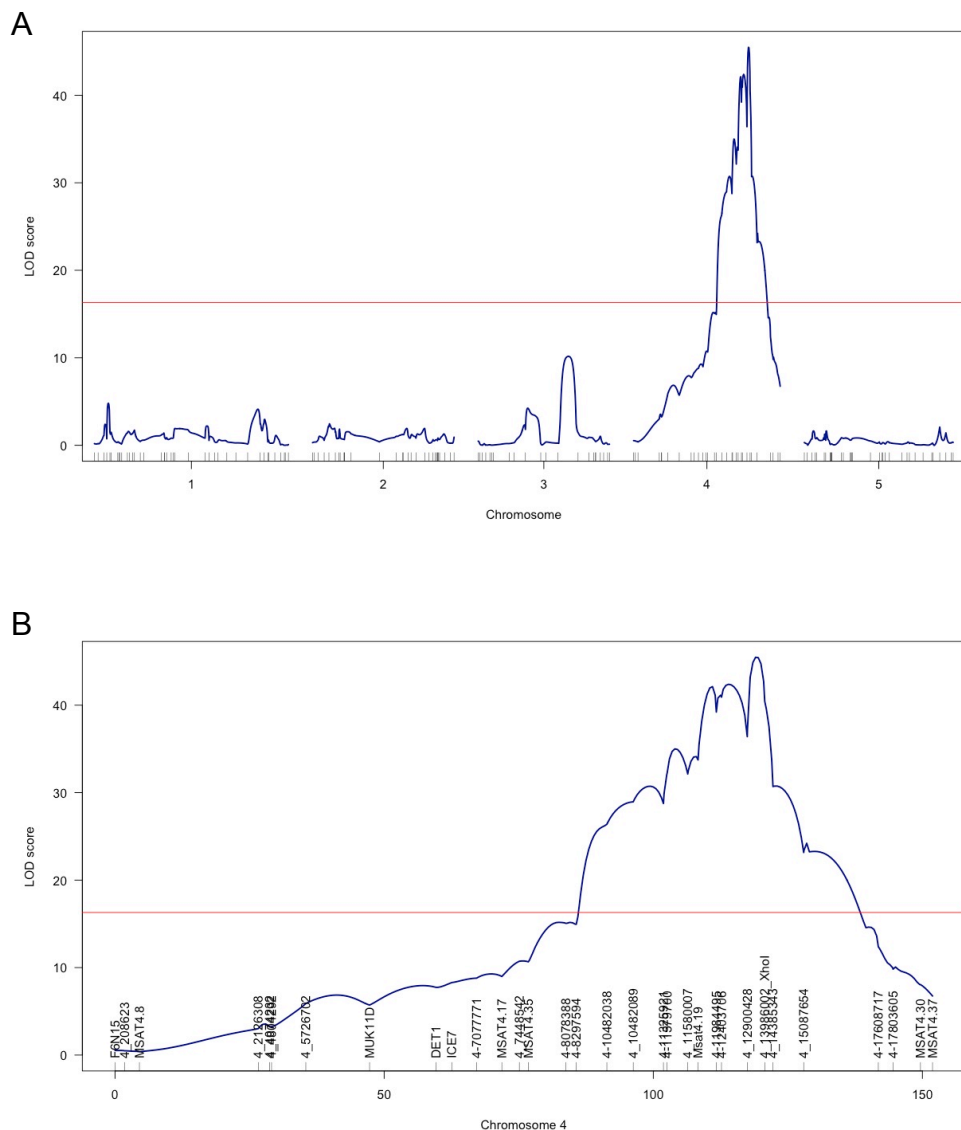 A
LOD score
40
30
20
10
0
1 2 3 4 5
Chromosome
B
LOD score
40
30
20
10
0
F6N15
4_208623
MSAT4.8
4_2126308
4_5726702
MUK11D
DET1
ICE7
4-7077771
MSAT4.17
4_7448542
MSAT4.35
4-8078388
4-8297594
4-10482038
4_10482089
4_11580007
Msat4.19
4-12403706
4_12900428
4_13986002_XhoI
4_14385343
4_15087654
4-17608717
4-17803605
MSAT4.30
MSAT4.37
0 50 100 150
Chromosome 4